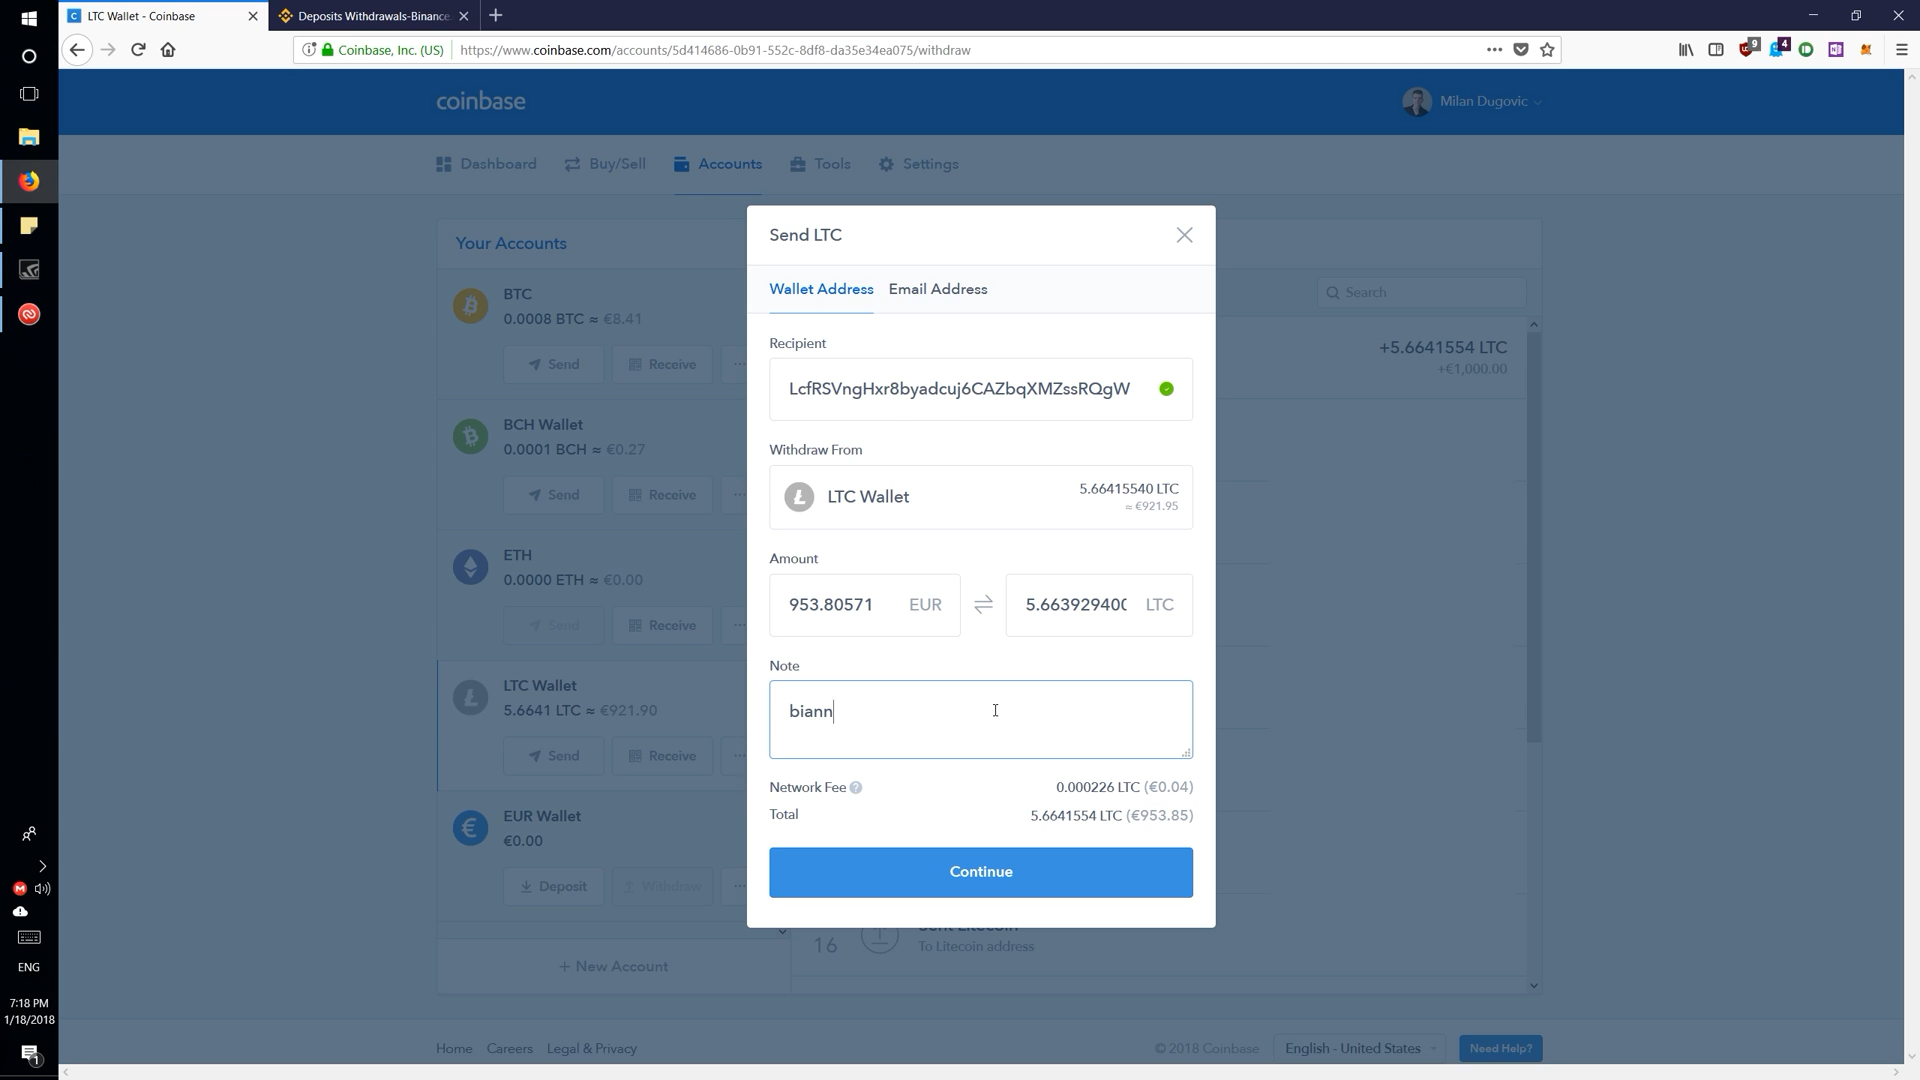 LTC Wallet - Coinbase
Deposits Withdrawals-Binance
Coinbase, Inc. (US)
https://www.coinbase.com/accounts/5d414686-0b91-552c-8df8-da35e34ea075/withdraw
9
4
coinbase
Milan Dugovic
Dashboard
Buy/Sell
Accounts
Tools
Settings
Your Accounts
Search
BTC
0.0008 BTC ≈ €8.41
Send
Receive
+5.6641554 LTC
+€1,000.00
BCH Wallet
0.0001 BCH ≈ €0.27
Send
Receive
ETH
0.0000 ETH ≈ €0.00
Send
Receive
LTC Wallet
5.6641 LTC ≈ €921.90
Send
Receive
EUR Wallet
€0.00
Deposit
Withdraw
+ New Account
Send LTC
Wallet Address
Email Address
Recipient
LcfRSVngHxr8byadcuj6CAZbqXMZssRQgW
Withdraw From
LTC Wallet
5.66415540 LTC
≈ €921.95
Amount
953.80571 EUR
5.66392940 LTC
Note
biann
Network Fee ?
0.000226 LTC (€0.04)
Total
5.6641554 LTC (€953.85)
Continue
16
Sent Litecoin
To Litecoin address
Home
Careers
Legal & Privacy
© 2018 Coinbase
English - United States
Need Help?
ENG
7:18 PM
1/18/2018
1